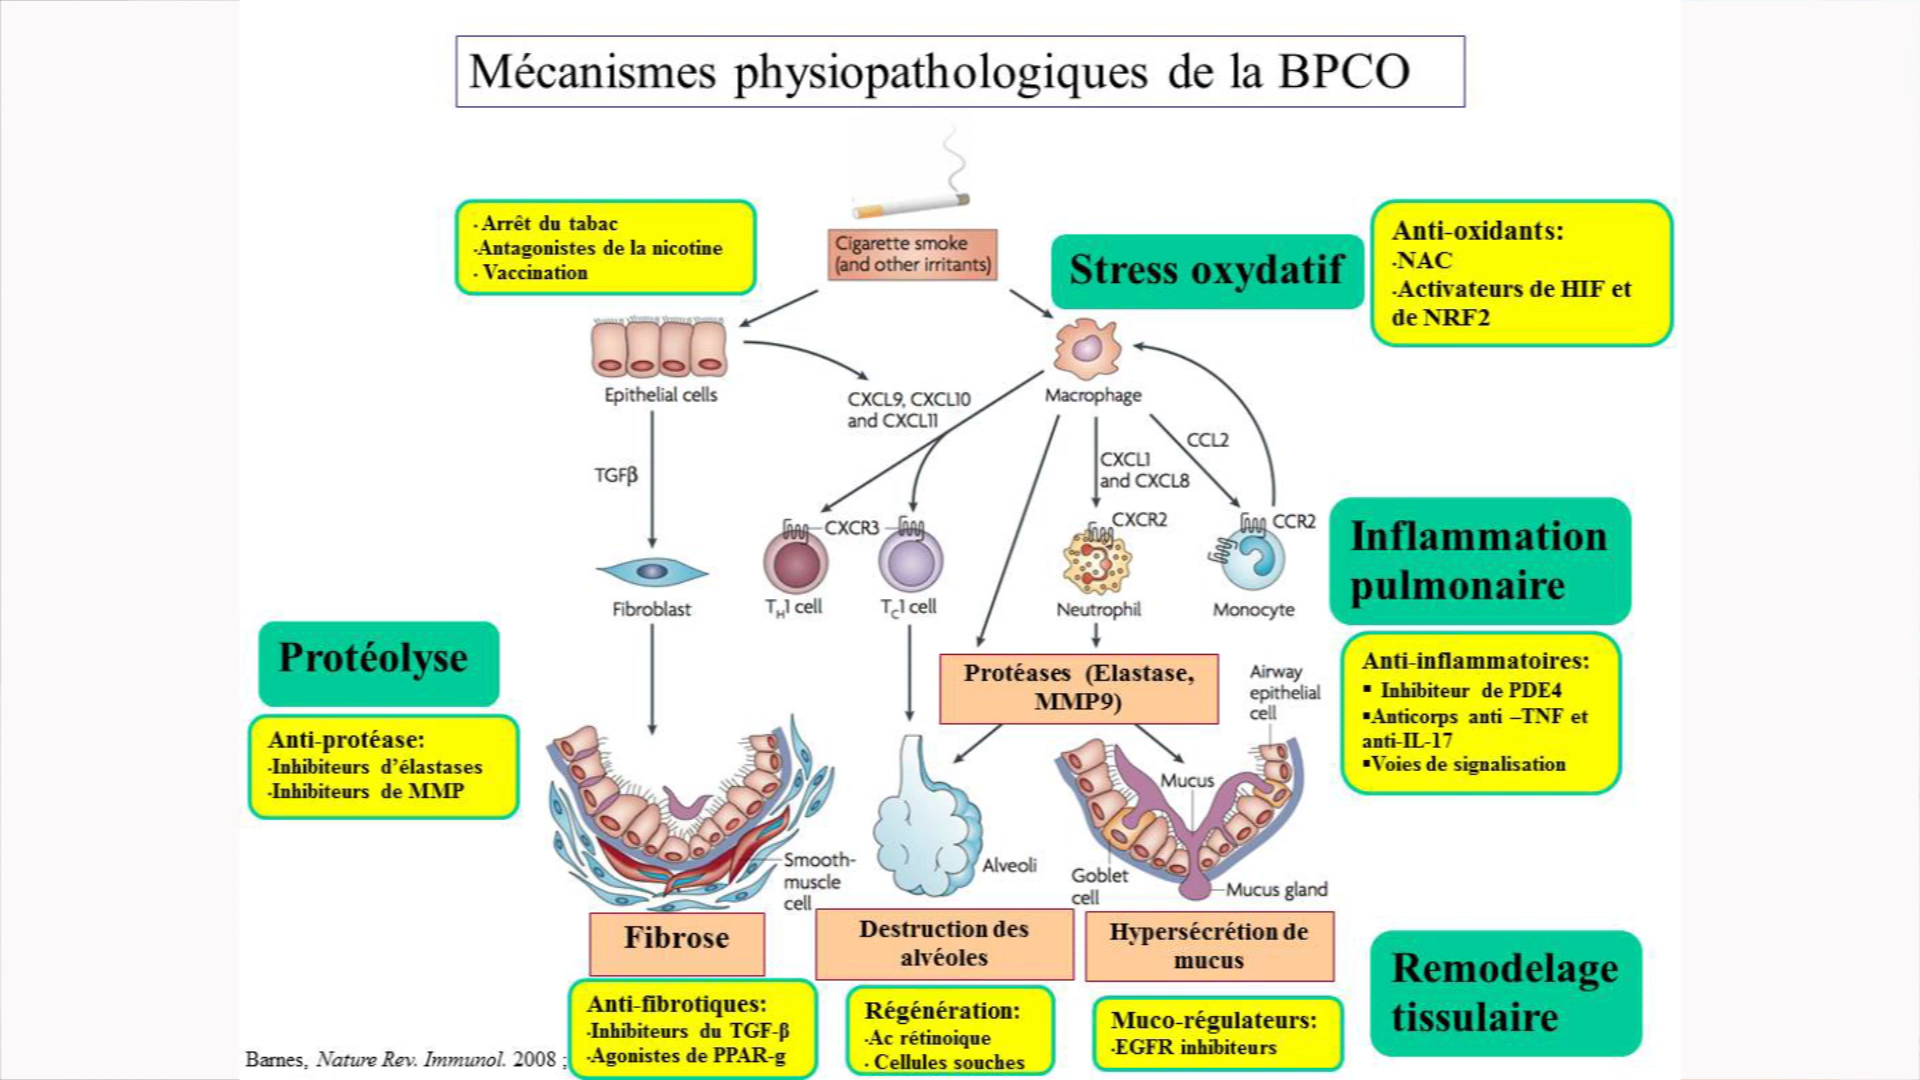 Mécanismes physiopathologiques de la BPCO
- Arrêt du tabac
-Antagonistes de la nicotine
- Vaccination
Cigarette smoke
(and other irritants)
Stress oxydatif
Anti-oxidants:
-NAC
-Activateurs de HIF et
de NRF2
Epithelial cells
CXCL9, CXCL10
and CXCL11
Macrophage
TGFβ
CXCL1
and CXCL8
CCL2
CXCR3
CXCR2
CCR2
Fibroblast
TH1 cell
TC1 cell
Neutrophil
Monocyte
Inflammation
pulmonaire
Anti-inflammatoires:
▪ Inhibiteur de PDE4
▪Anticorps anti –TNF et
anti-IL-17
▪Voies de signalisation
Protéolyse
Anti-protéase:
-Inhibiteurs d’élastases
-Inhibiteurs de MMP
Protéases (Elastase,
MMP9)
Airway
epithelial
cell
Mucus
Smooth-
muscle
cell
Alveoli
Goblet
cell
Mucus gland
Fibrose
Destruction des
alvéoles
Hypersécrétion de
mucus
Remodelage
tissulaire
Anti-fibrotiques:
-Inhibiteurs du TGF-β
-Agonistes de PPAR-g
Régénération:
-Ac rétinoique
- Cellules souches
Muco-régulateurs:
-EGFR inhibiteurs
Barnes, Nature Rev. Immunol. 2008 ;